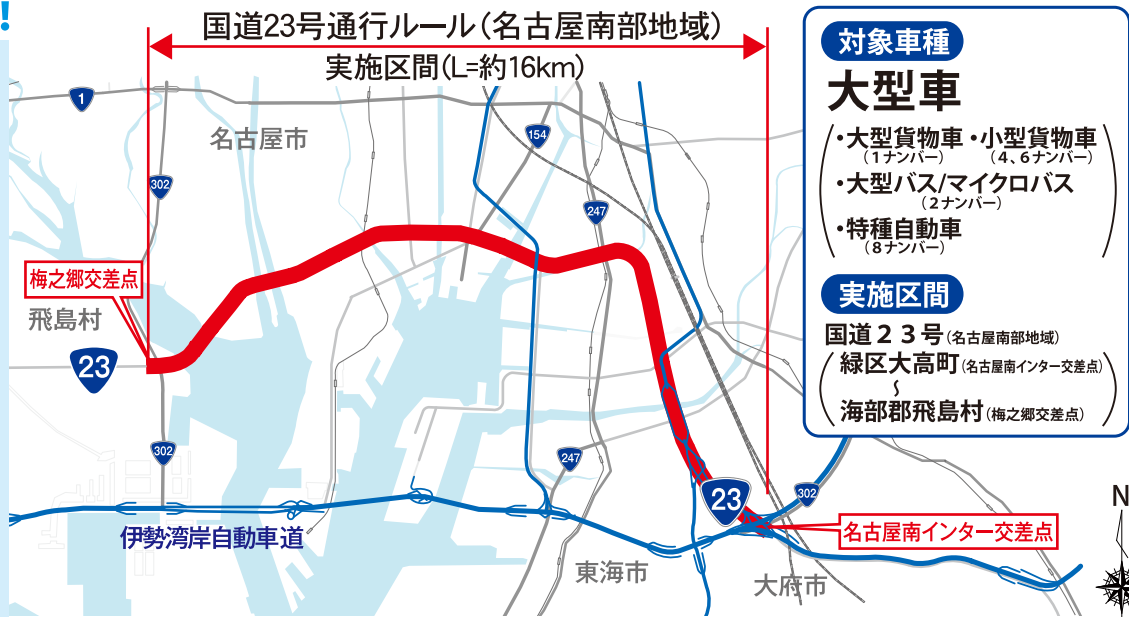 !
国道23号通行ルール(名古屋南部地域)
実施区間(L=約16km)
対象車種
大型車
・大型貨物車 ・小型貨物車
(1ナンバー) (4、6ナンバー)
・大型バス/マイクロバス
(2ナンバー)
・特種自動車
(8ナンバー)
実施区間
国道23号(名古屋南部地域)
緑区大高町(名古屋南インター交差点)
~
海部郡飛島村(梅之郷交差点)
1
名古屋市
154
302
247
梅之郷交差点
飛島村
23
302
247
23
302
伊勢湾岸自動車道
名古屋南インター交差点
東海市
大府市
N